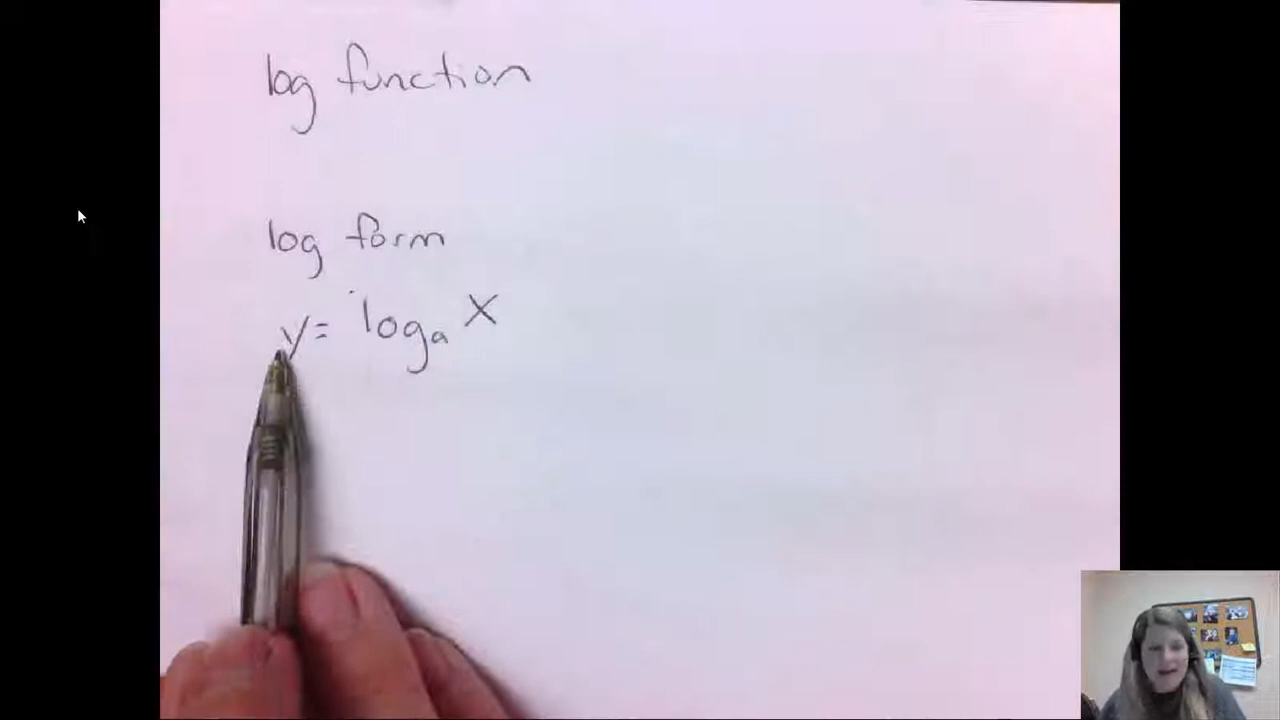 log function
log form
y = logₐ x